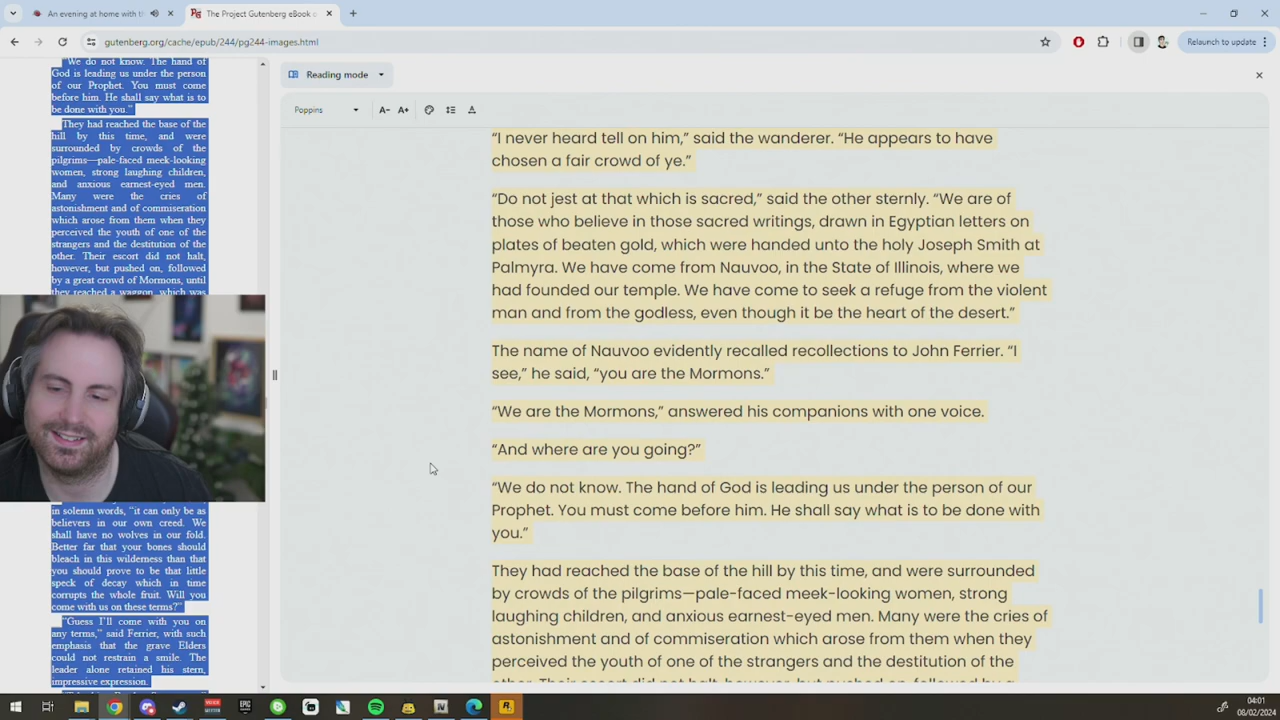 An evening at home with th
The Project Gutenberg eBook o
gutenberg.org/cache/epub/244/pg244-images.html
Relaunch to update
“We do not know. The hand of
God is leading us under the person
of our Prophet. You must come
before him. He shall say what is to
be done with you.”
They had reached the base of the
hill by this time, and were
surrounded by crowds of the
pilgrims—pale-faced meek-looking
women, strong laughing children,
and anxious earnest-eyed men.
Many were the cries of
astonishment and of commiseration
which arose from them when they
perceived the youth of one of the
strangers and the destitution of the
other. Their escort did not halt,
however, but pushed on, followed
by a great crowd of Mormons, until
they reached a waggon, which was
in solemn words, “it can only be as
believers in our own creed. We
shall have no wolves in our fold.
Better far that your bones should
bleach in this wilderness than that
you should prove to be that little
speck of decay which in time
corrupts the whole fruit. Will you
come with us on these terms?”
“Guess I’ll come with you on
any terms,” said Ferrier, with such
emphasis that the grave Elders
could not restrain a smile. The
leader alone retained his stern,
impressive expression.
Reading mode
Poppins
A- A+
“I never heard tell on him,” said the wanderer. “He appears to have
chosen a fair crowd of ye.”
“Do not jest at that which is sacred,” said the other sternly. “We are of
those who believe in those sacred writings, drawn in Egyptian letters on
plates of beaten gold, which were handed unto the holy Joseph Smith at
Palmyra. We have come from Nauvoo, in the State of Illinois, where we
had founded our temple. We have come to seek a refuge from the violent
man and from the godless, even though it be the heart of the desert.”
The name of Nauvoo evidently recalled recollections to John Ferrier. “I
see,” he said, “you are the Mormons.”
“We are the Mormons,” answered his companions with one voice.
“And where are you going?”
“We do not know. The hand of God is leading us under the person of our
Prophet. You must come before him. He shall say what is to be done with
you.”
They had reached the base of the hill by this time, and were surrounded
by crowds of the pilgrims—pale-faced meek-looking women, strong
laughing children, and anxious earnest-eyed men. Many were the cries of
astonishment and of commiseration which arose from them when they
perceived the youth of one of the strangers and the destitution of the
04:01
08/02/2024